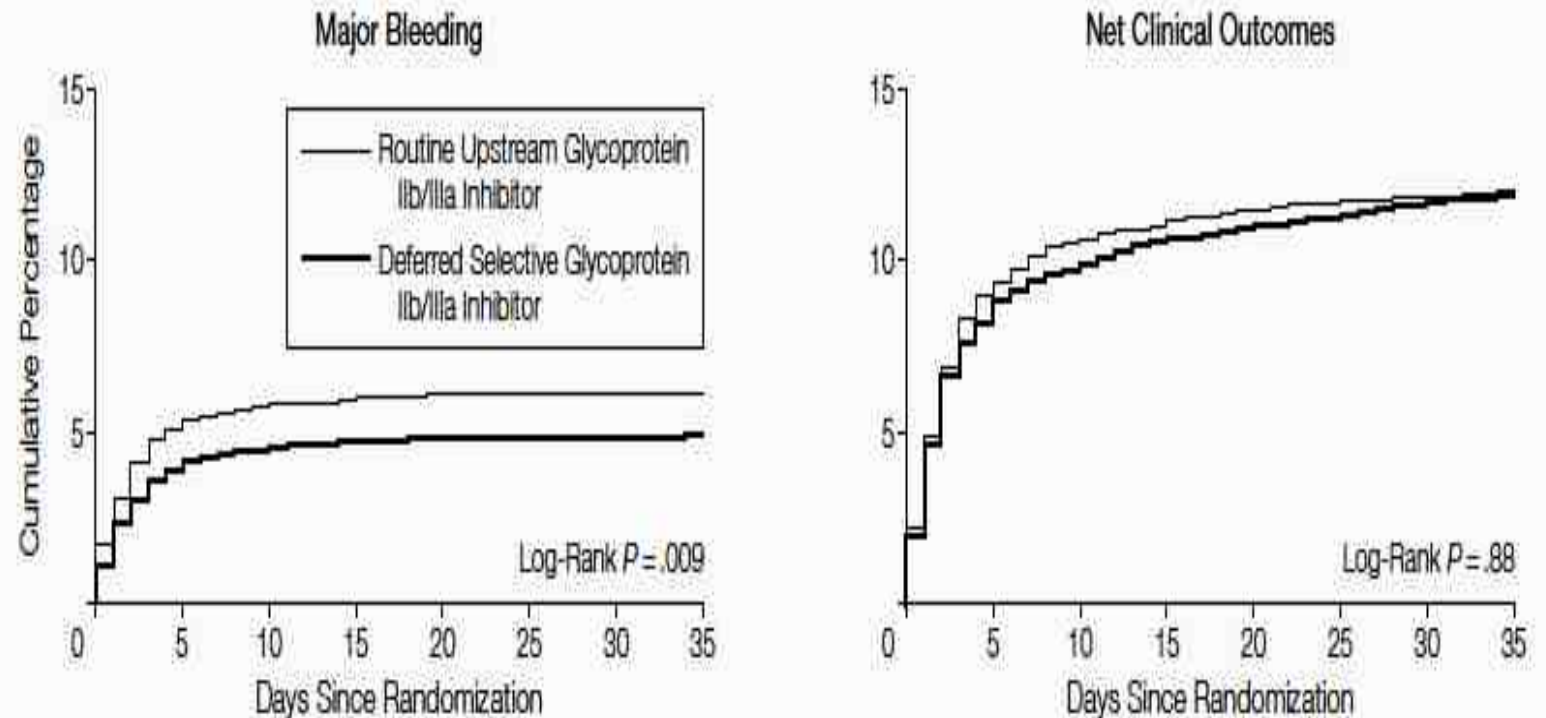 Major Bleeding
15
10
5
Cumulative Percentage
Routine Upstream Glycoprotein
IIb/IIIa Inhibitor
Deferred Selective Glycoprotein
IIb/IIIa Inhibitor
Log-Rank P = .009
0 5 10 15 20 25 30 35
Days Since Randomization
Net Clinical Outcomes
15
10
5
Log-Rank P = .88
0 5 10 15 20 25 30 35
Days Since Randomization